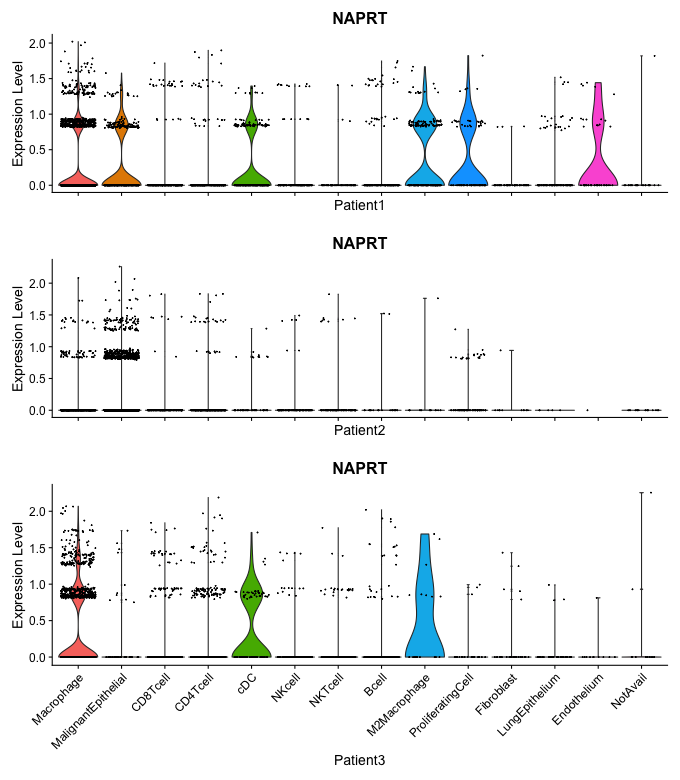 NAPRT
Expression Level
2.0
1.5
1.0
0.5
0.0
Patient1
NAPRT
Expression Level
2.0
1.5
1.0
0.5
0.0
Patient2
NAPRT
Expression Level
2.0
1.5
1.0
0.5
0.0
Macrophage
MalignantEpithelial
CD8Tcell
CD4Tcell
cDC
NKcell
NKTcell
Bcell
M2Macrophage
ProliferatingCell
Fibroblast
LungEpithelium
Endothelium
NotAvail
Patient3